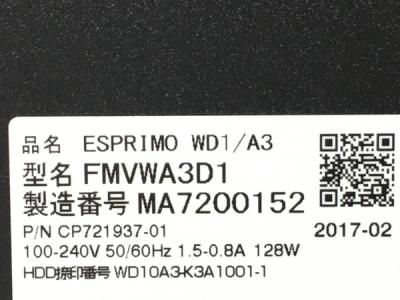 品名 ESPRIMO WD1/A3
型名 FMVWA3D1
製造番号 MA7200152
P/N CP721937-01 2017-02
100-240V 50/60Hz 1.5-0.8A 128W
HDD捺印番号 WD10A3-K3A1001-1